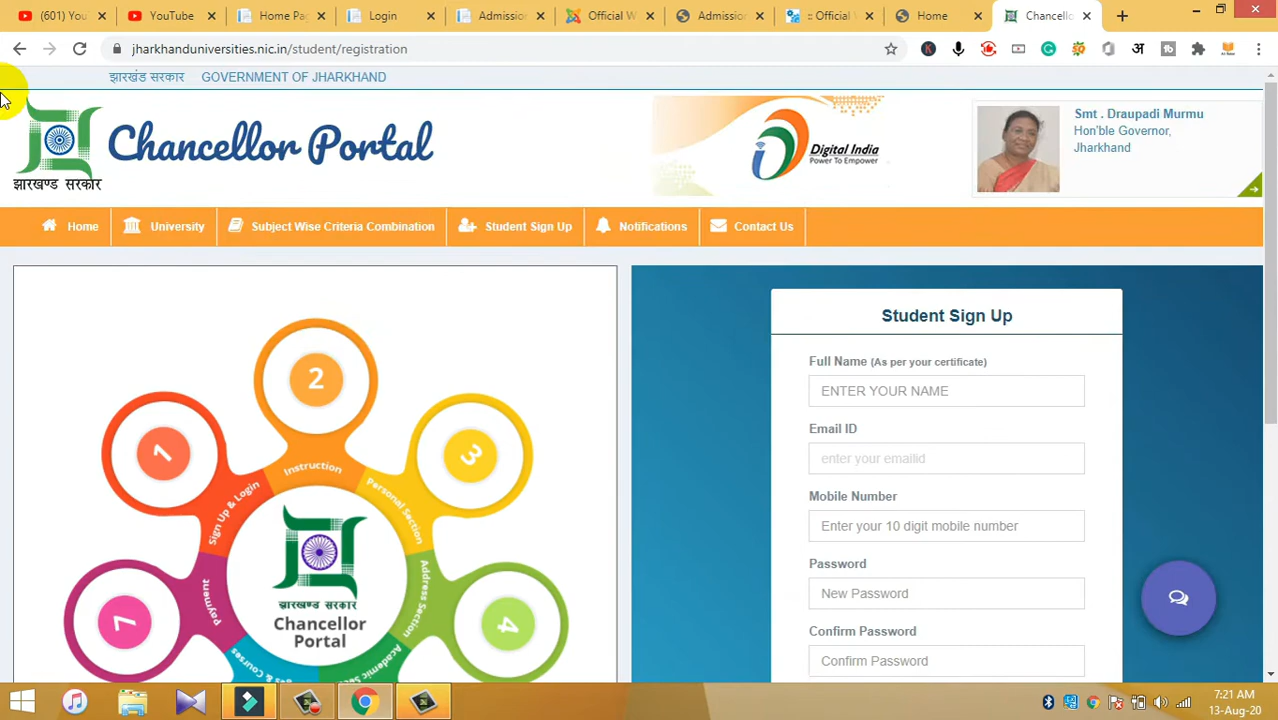 (601) You
YouTube
Home Pa
Login
Admission
Official W
Admission
:: Official
Home
Chancello
jharkhanduniversities.nic.in/student/registration
झारखंड सरकार GOVERNMENT OF JHARKHAND
झारखण्ड सरकार
Chancellor Portal
Digital India
Power To Empower
Smt . Draupadi Murmu
Hon'ble Governor,
Jharkhand
Home
University
Subject Wise Criteria Combination
Student Sign Up
Notifications
Contact Us
1
Sign Up & Login
2
Instruction
3
Personal Section
4
Address Section
7
Payment
झारखण्ड सरकार
Chancellor
Portal
Student Sign Up
Full Name (As per your certificate)
ENTER YOUR NAME
Email ID
enter your emailid
Mobile Number
Enter your 10 digit mobile number
Password
New Password
Confirm Password
Confirm Password
7:21 AM
13-Aug-20